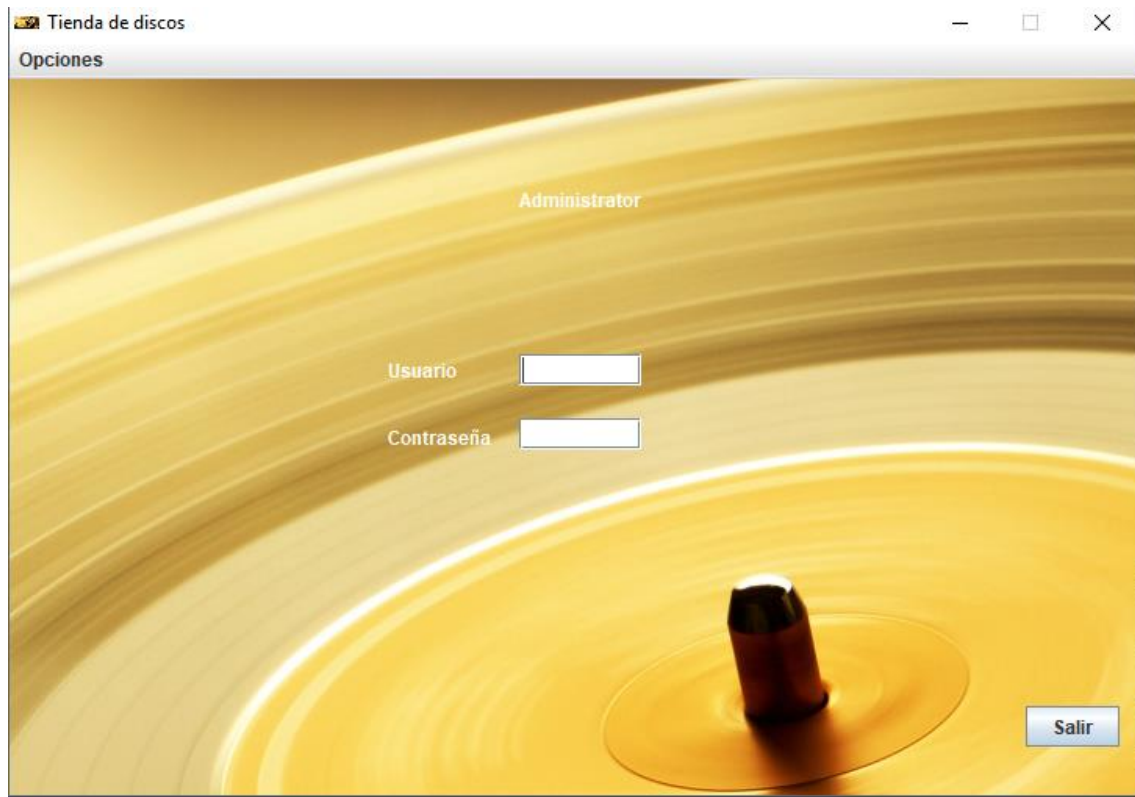 Tienda de discos
Opciones
Administrator
Usuario
Contraseña
Salir